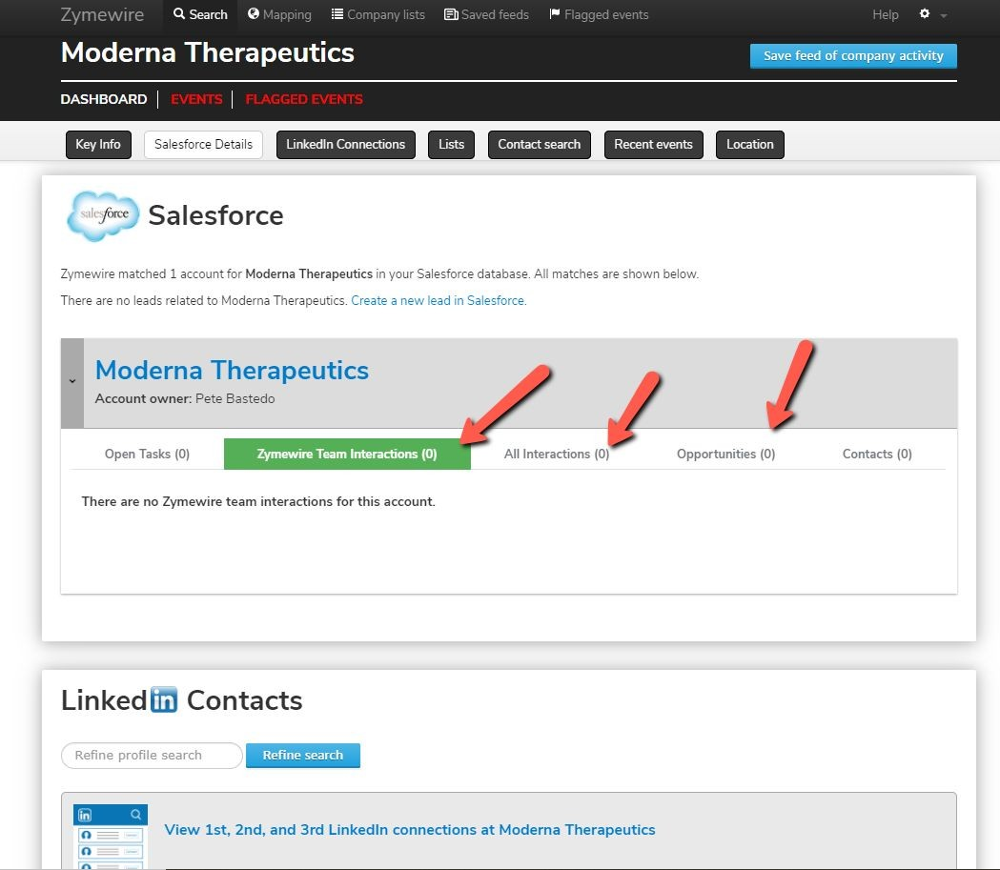 Zymewire Search Mapping Company lists Saved feeds Flagged events Help
Moderna Therapeutics
Save feed of company activity
DASHBOARD EVENTS FLAGGED EVENTS
Key Info Salesforce Details LinkedIn Connections Lists Contact search Recent events Location
salesforce Salesforce
Zymewire matched 1 account for Moderna Therapeutics in your Salesforce database. All matches are shown below.
There are no leads related to Moderna Therapeutics. Create a new lead in Salesforce.
Moderna Therapeutics
Account owner: Pete Bastedo
Open Tasks (0) Zymewire Team Interactions (0) All Interactions (0) Opportunities (0) Contacts (0)
There are no Zymewire team interactions for this account.
Linked in Contacts
Refine profile search Refine search
in
View 1st, 2nd, and 3rd LinkedIn connections at Moderna Therapeutics